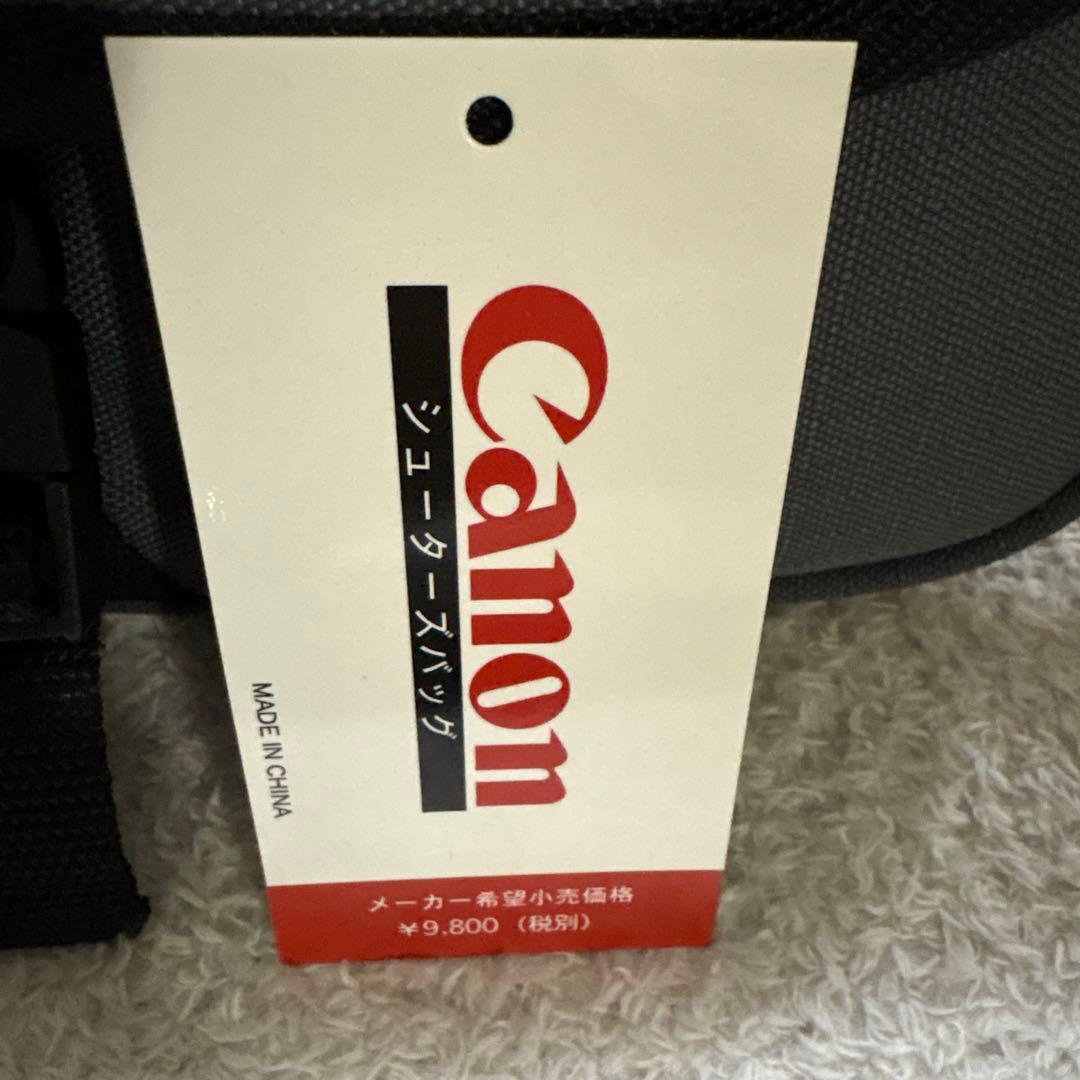 Canon
シューターズバッグ
MADE IN CHINA
メーカー希望小売価格
¥9,800（税別）